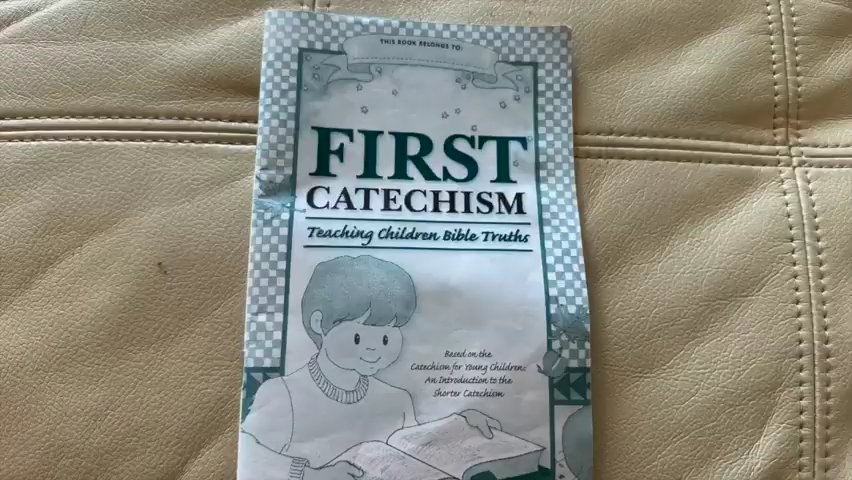 THIS BOOK BELONGS TO:
FIRST
CATECHISM
Teaching Children Bible Truths
Based on the
Catechism for Young Children:
An Introduction to the
Shorter Catechism